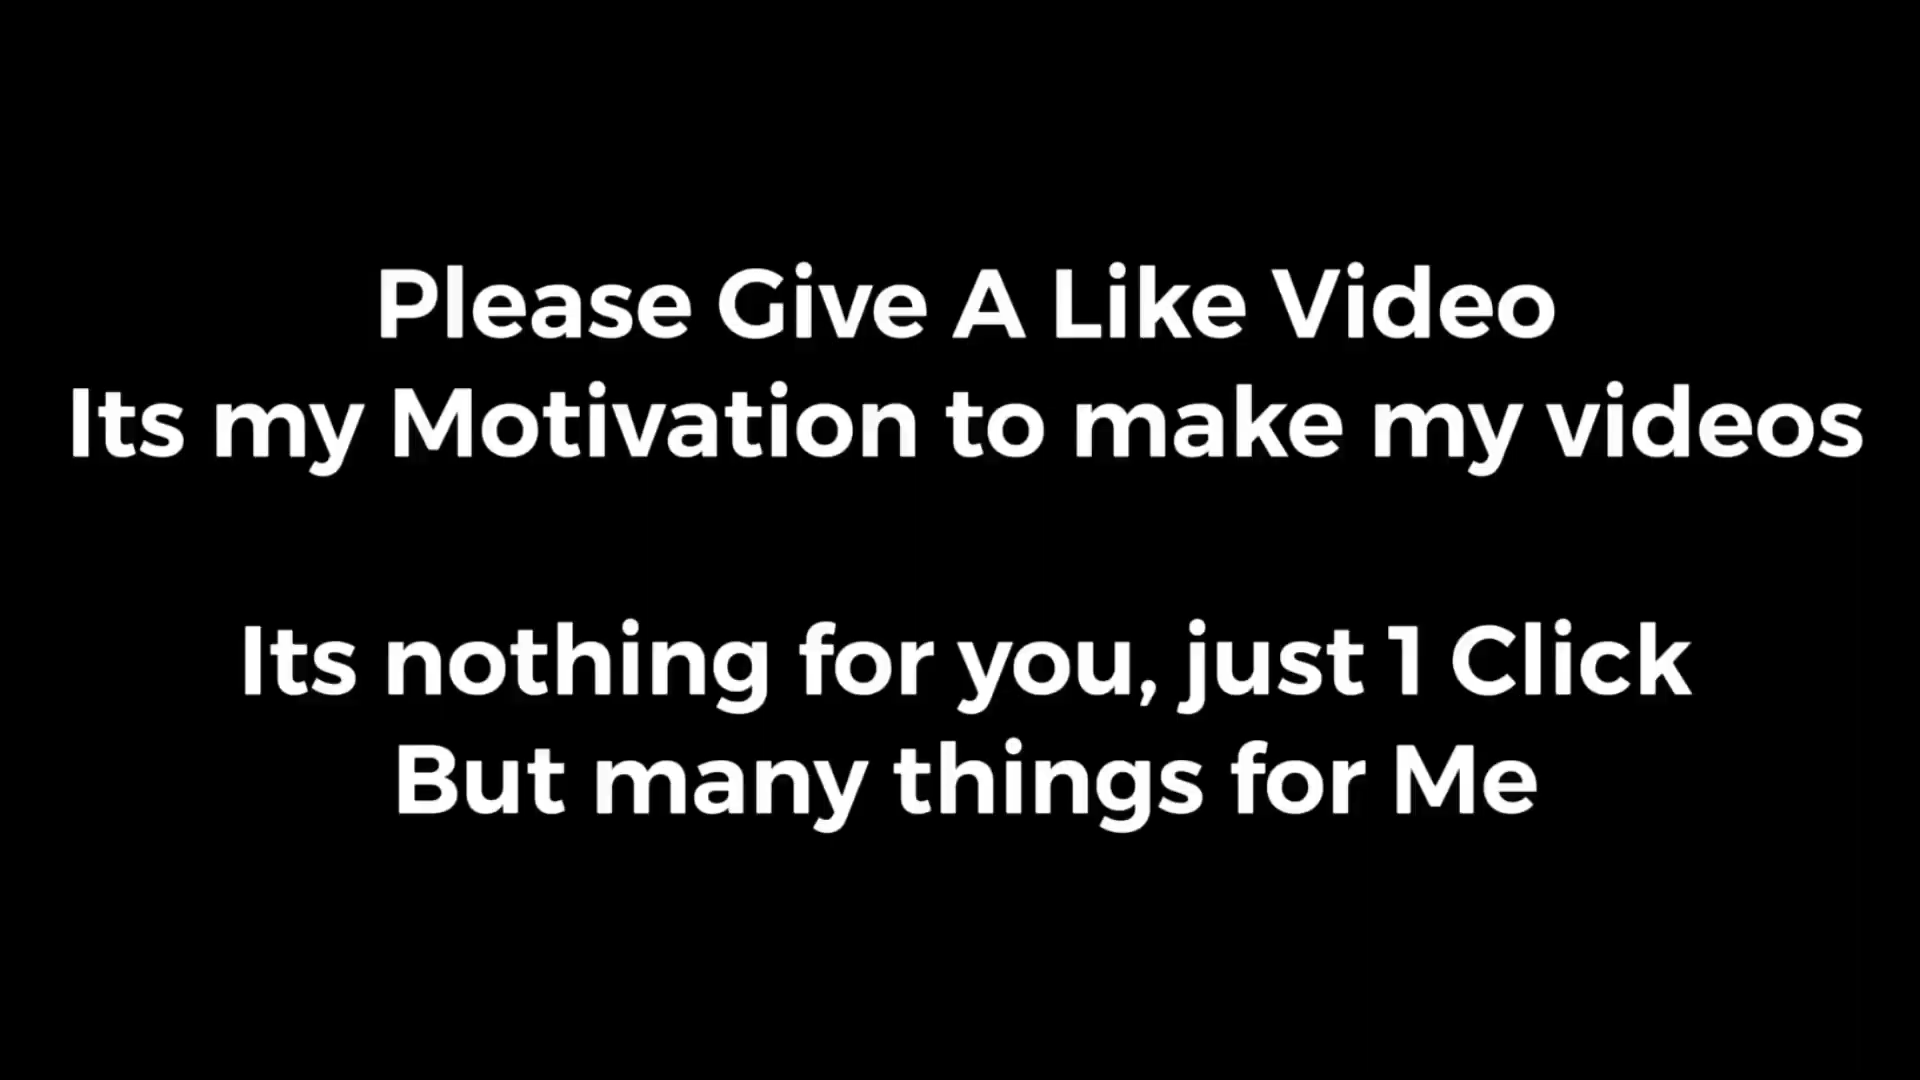 Please Give A Like Video
Its my Motivation to make my videos
Its nothing for you, just 1 Click
But many things for Me